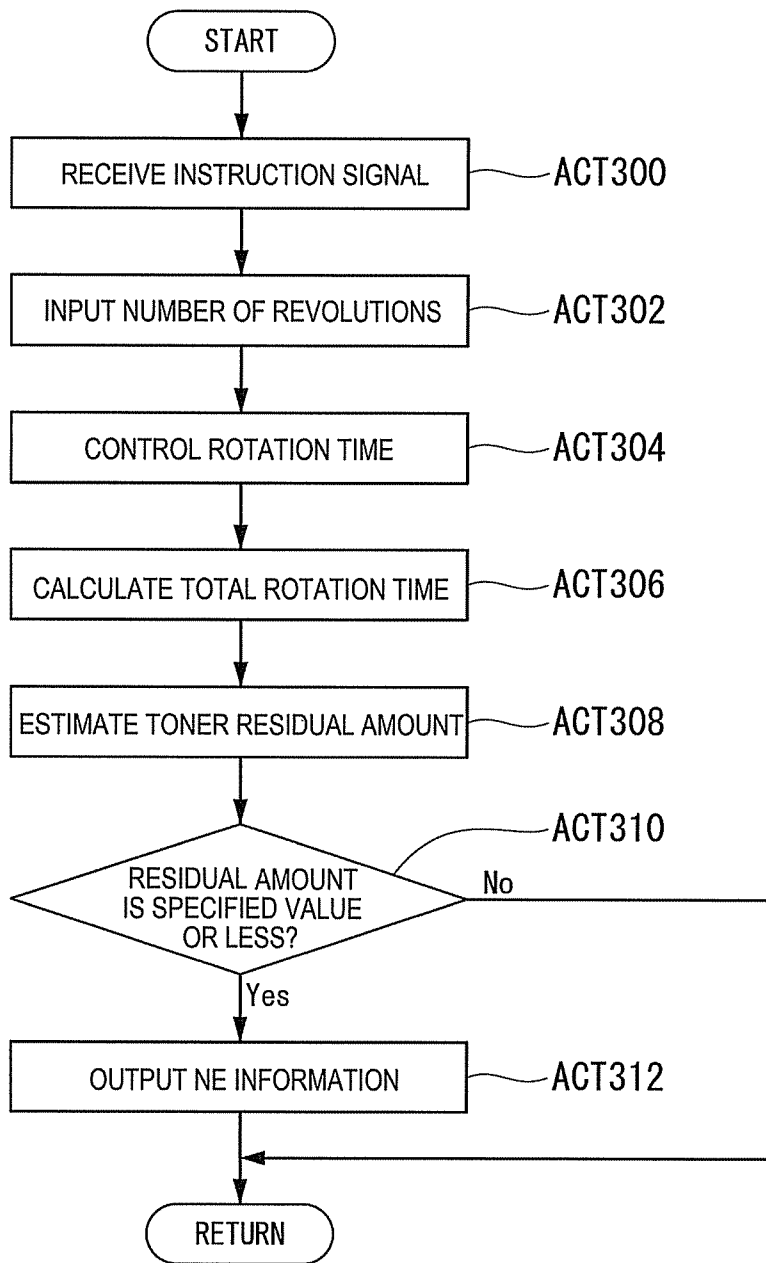 START
RECEIVE INSTRUCTION SIGNAL
ACT300
INPUT NUMBER OF REVOLUTIONS
ACT302
CONTROL ROTATION TIME
ACT304
CALCULATE TOTAL ROTATION TIME
ACT306
ESTIMATE TONER RESIDUAL AMOUNT
ACT308
ACT310
RESIDUAL AMOUNT
IS SPECIFIED VALUE
OR LESS?
No
Yes
OUTPUT NE INFORMATION
ACT312
RETURN